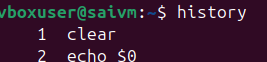 vboxuser@saivm:~$ history
1 clear
2 echo $0